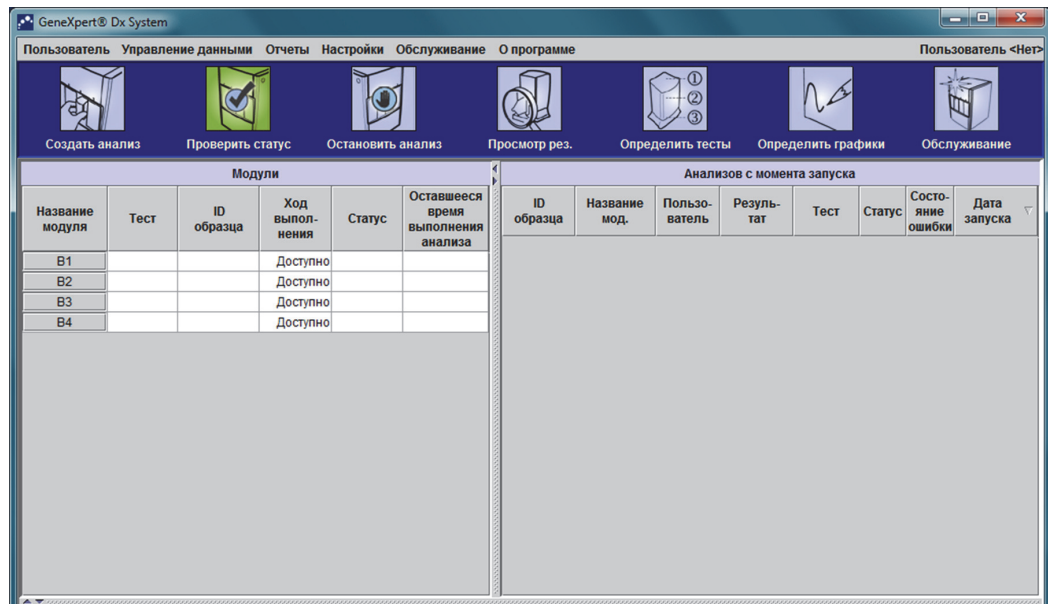 GeneXpert® Dx System
Пользователь Управление данными Отчеты Настройки Обслуживание О программе Пользователь <Нет>
①
②
③
Создать анализ Проверить статус Остановить анализ Просмотр рез. Определить тесты Определить графики Обслуживание
Модули
Название модуля Тест ID образца Ход выпол-нения Статус Оставшееся время выполнения анализа
B1 Доступно
B2 Доступно
B3 Доступно
B4 Доступно
Анализов с момента запуска
ID образца Название мод. Пользо-ватель Резуль-тат Тест Статус Состо-яние ошибки Дата запуска